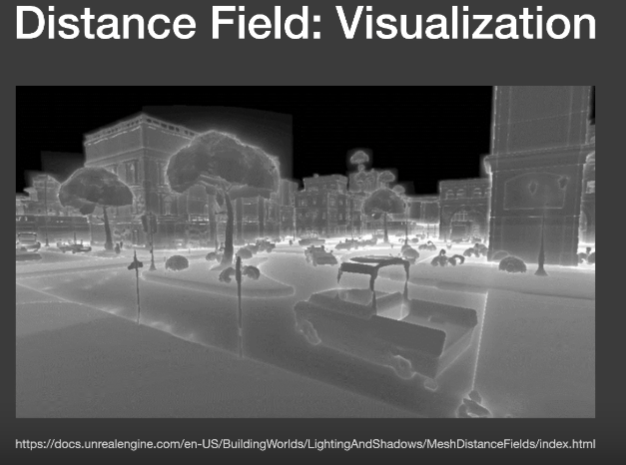 Distance Field: Visualization
https://docs.unrealengine.com/en-US/BuildingWorlds/LightingAndShadows/MeshDistanceFields/index.html